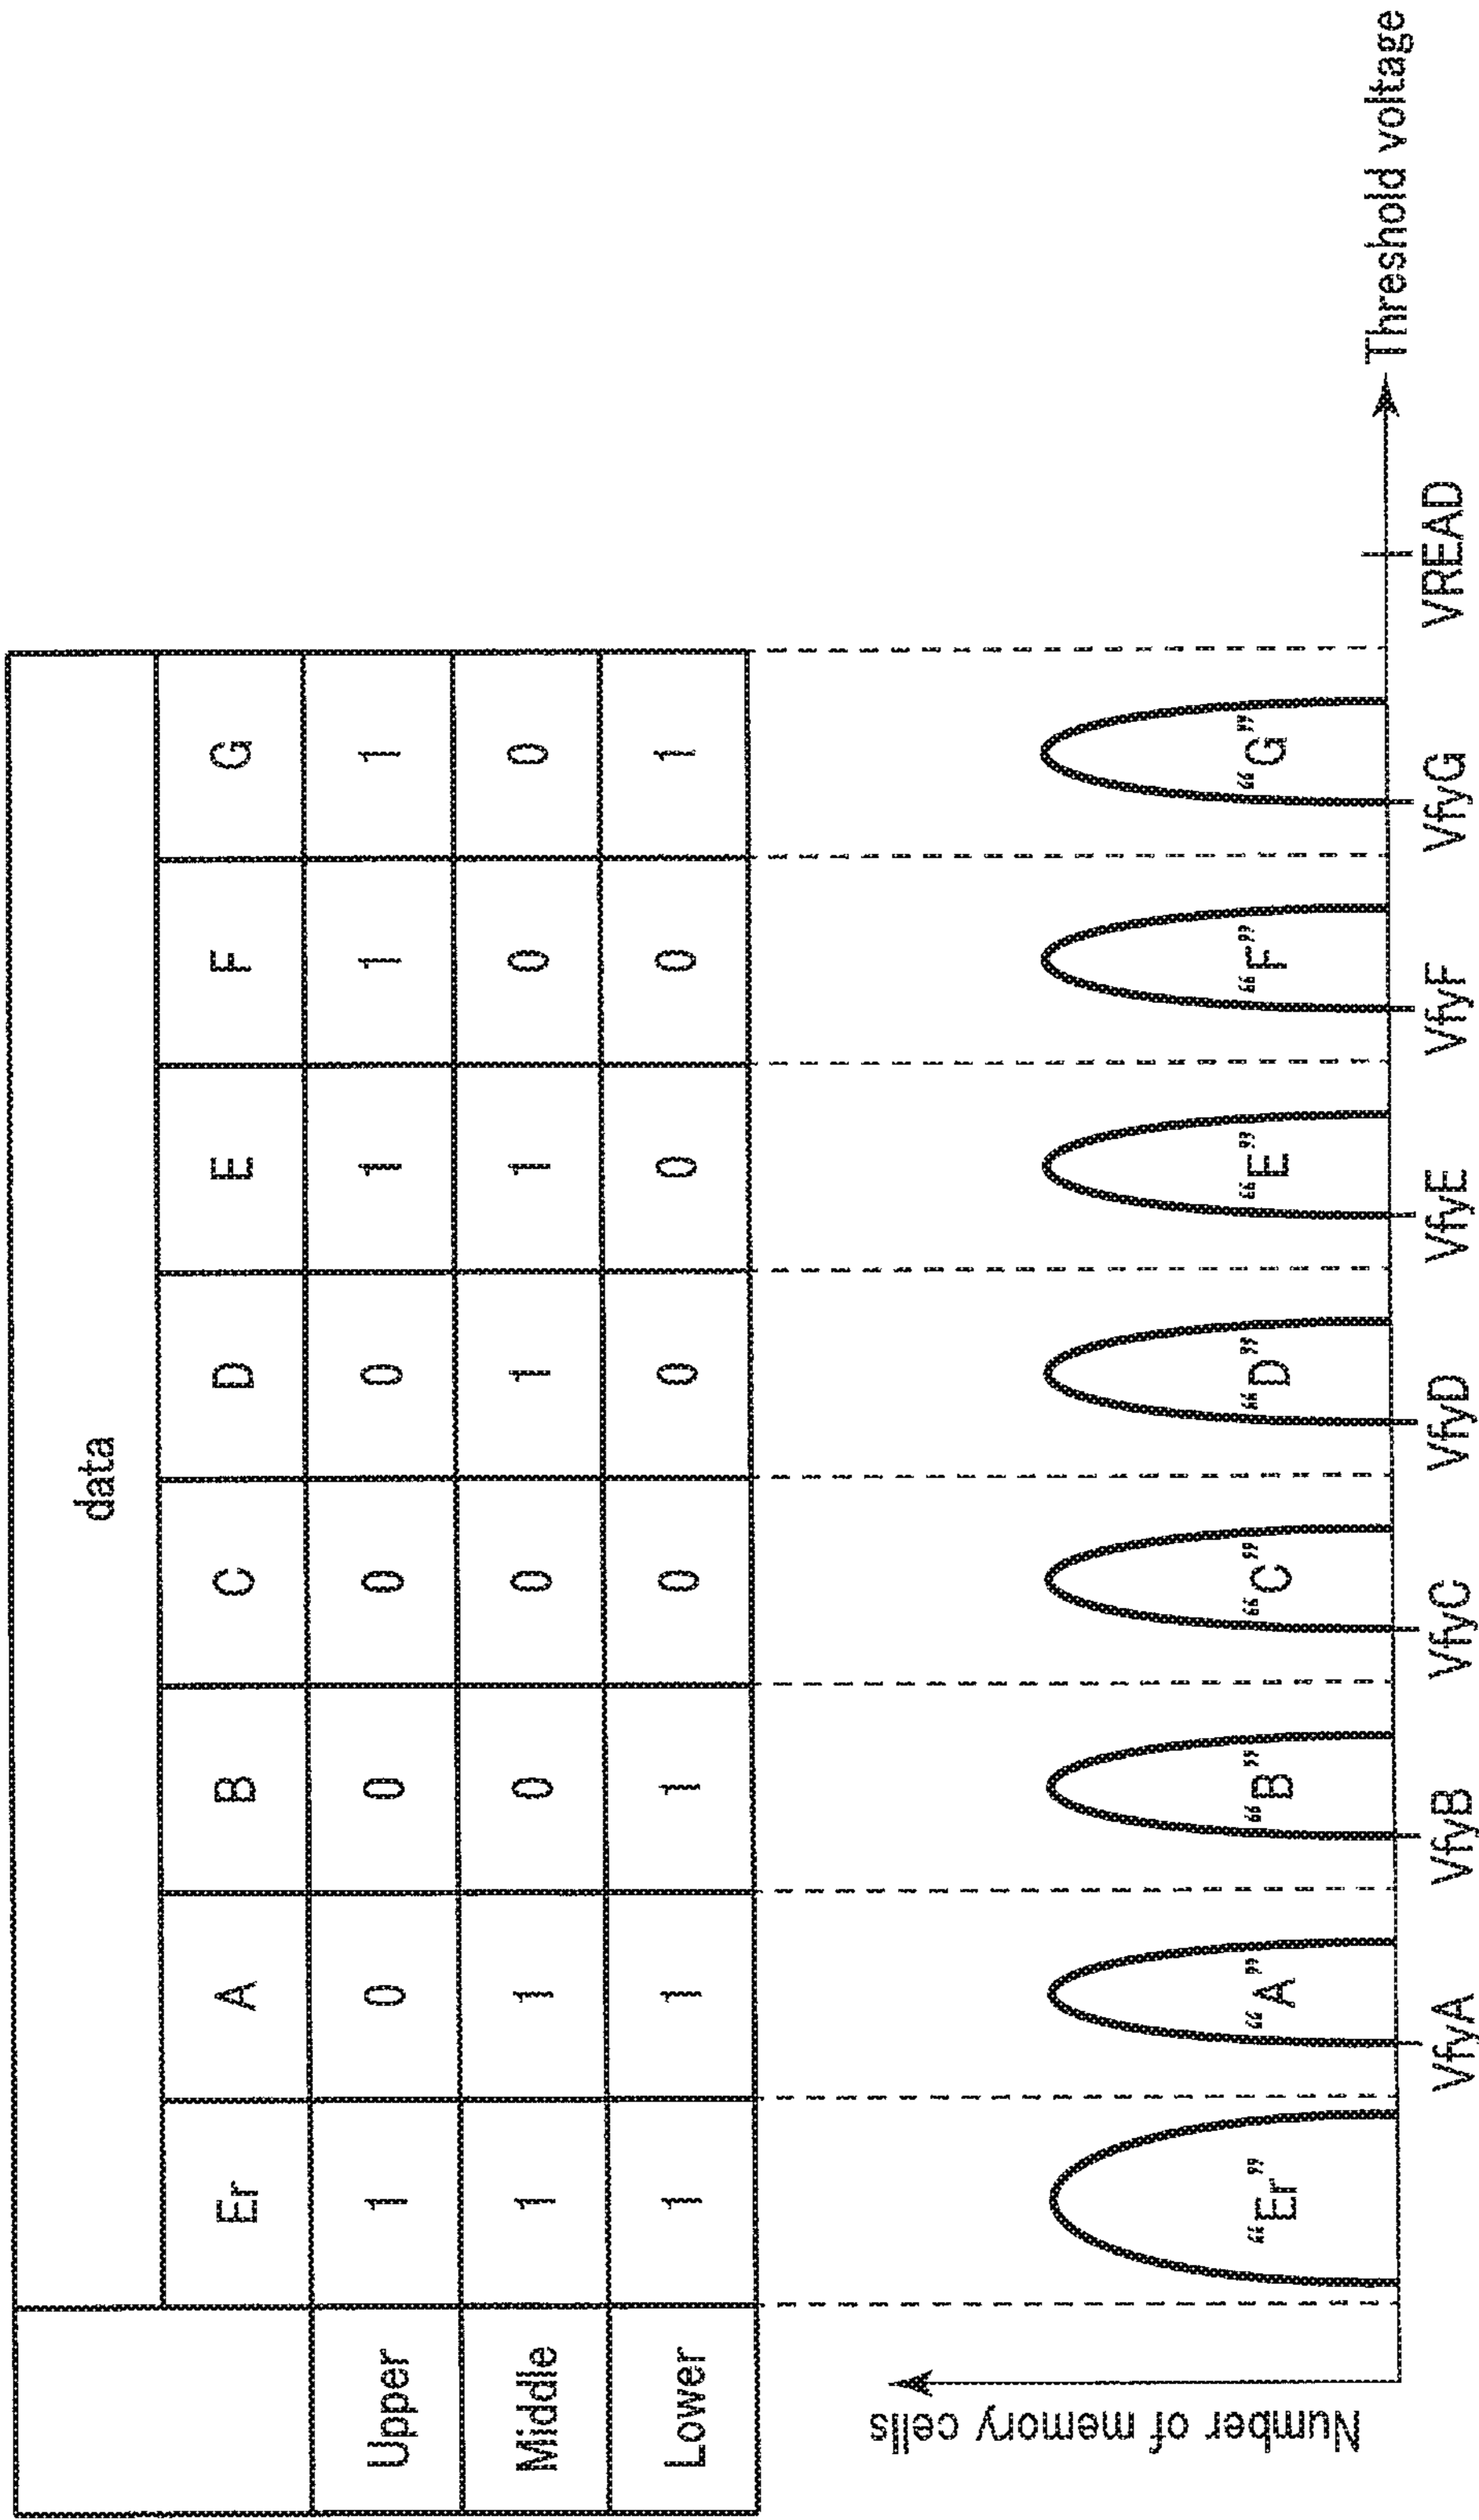 data
Er A B C D E F G
Upper 1 0 0 0 0 1 1 1
Middle 1 1 0 0 1 1 0 0
Lower 1 1 1 0 0 0 0 1
Number of memory cells
“Er” “A” “B” “C” “D” “E” “F” “G”
VfyA VfyB VfyC VfyD VfyE VfyF VfyG VREAD
Threshold voltage